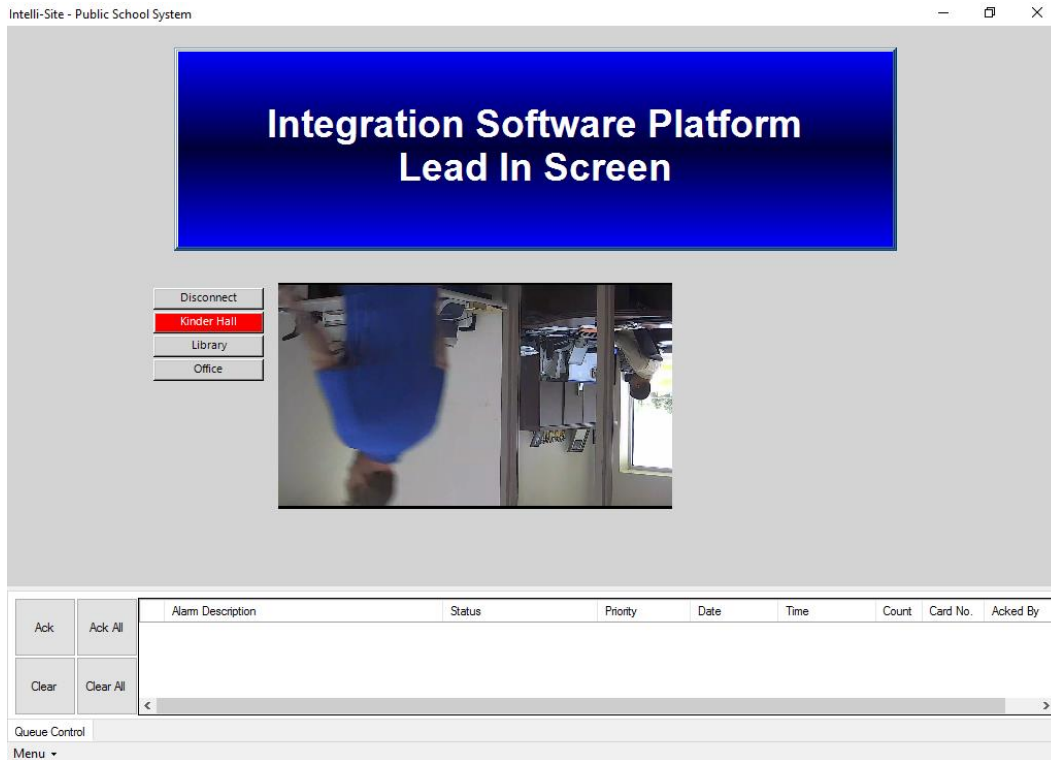 Intelli-Site - Public School System
Integration Software Platform
Lead In Screen
Disconnect
Kinder Hall
Library
Office
Ack
Ack All
Clear
Clear All
Alarm Description Status Priority Date Time Count Card No. Acked By
Queue Control
Menu